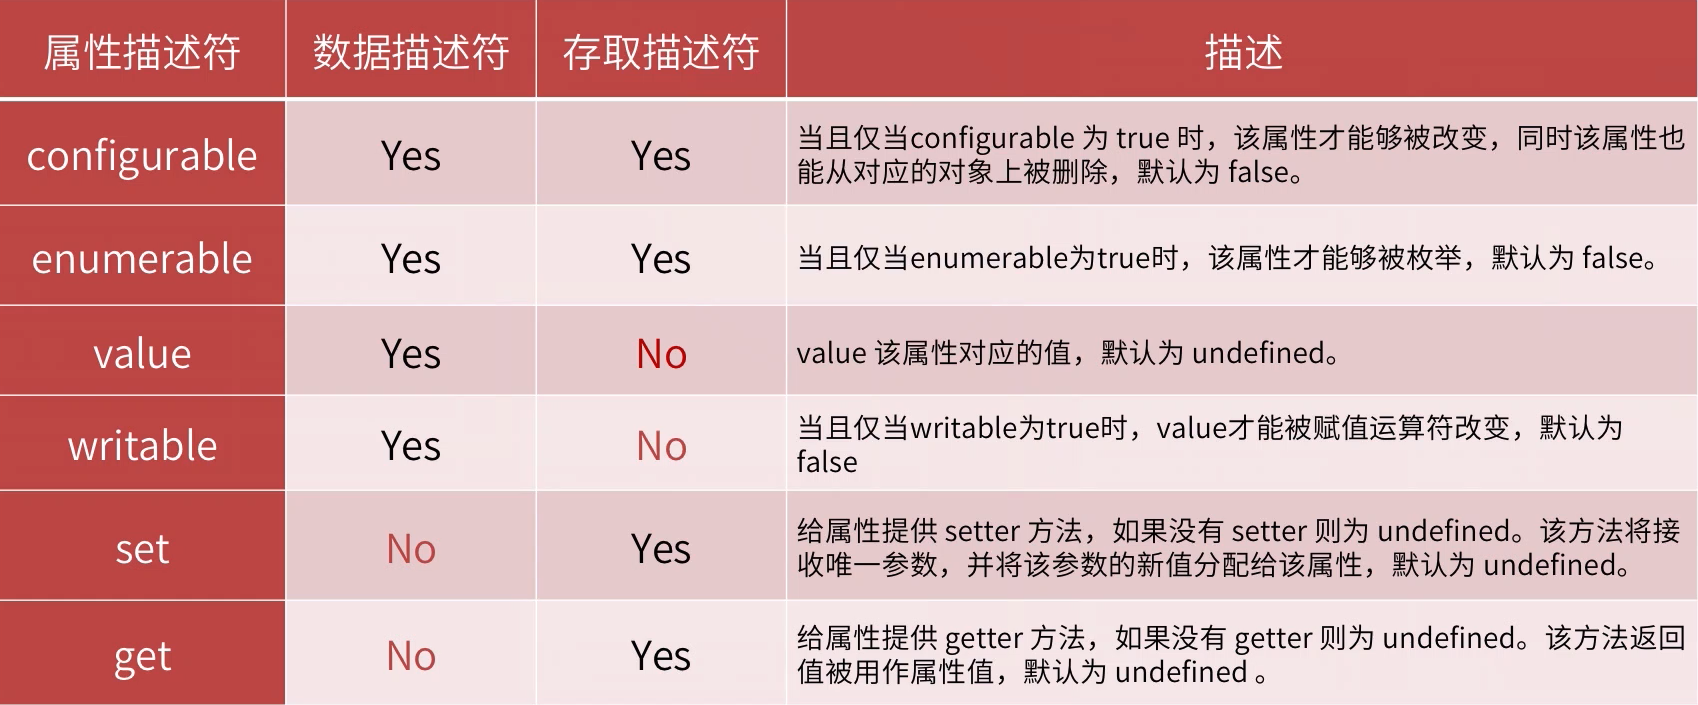 属性描述符 数据描述符 存取描述符 描述
configurable Yes Yes 当且仅当configurable 为 true 时，该属性才能够被改变，同时该属性也
能从对应的对象上被删除，默认为 false。
enumerable Yes Yes 当且仅当enumerable为true时，该属性才能够被枚举，默认为 false。
value Yes No value 该属性对应的值，默认为 undefined。
writable Yes No 当且仅当writable为true时，value才能被赋值运算符改变，默认为
false
set No Yes 给属性提供 setter 方法，如果没有 setter 则为 undefined。该方法将接
收唯一参数，并将该参数的新值分配给该属性，默认为 undefined。
get No Yes 给属性提供 getter 方法，如果没有 getter 则为 undefined。该方法返回
值被用作属性值，默认为 undefined 。